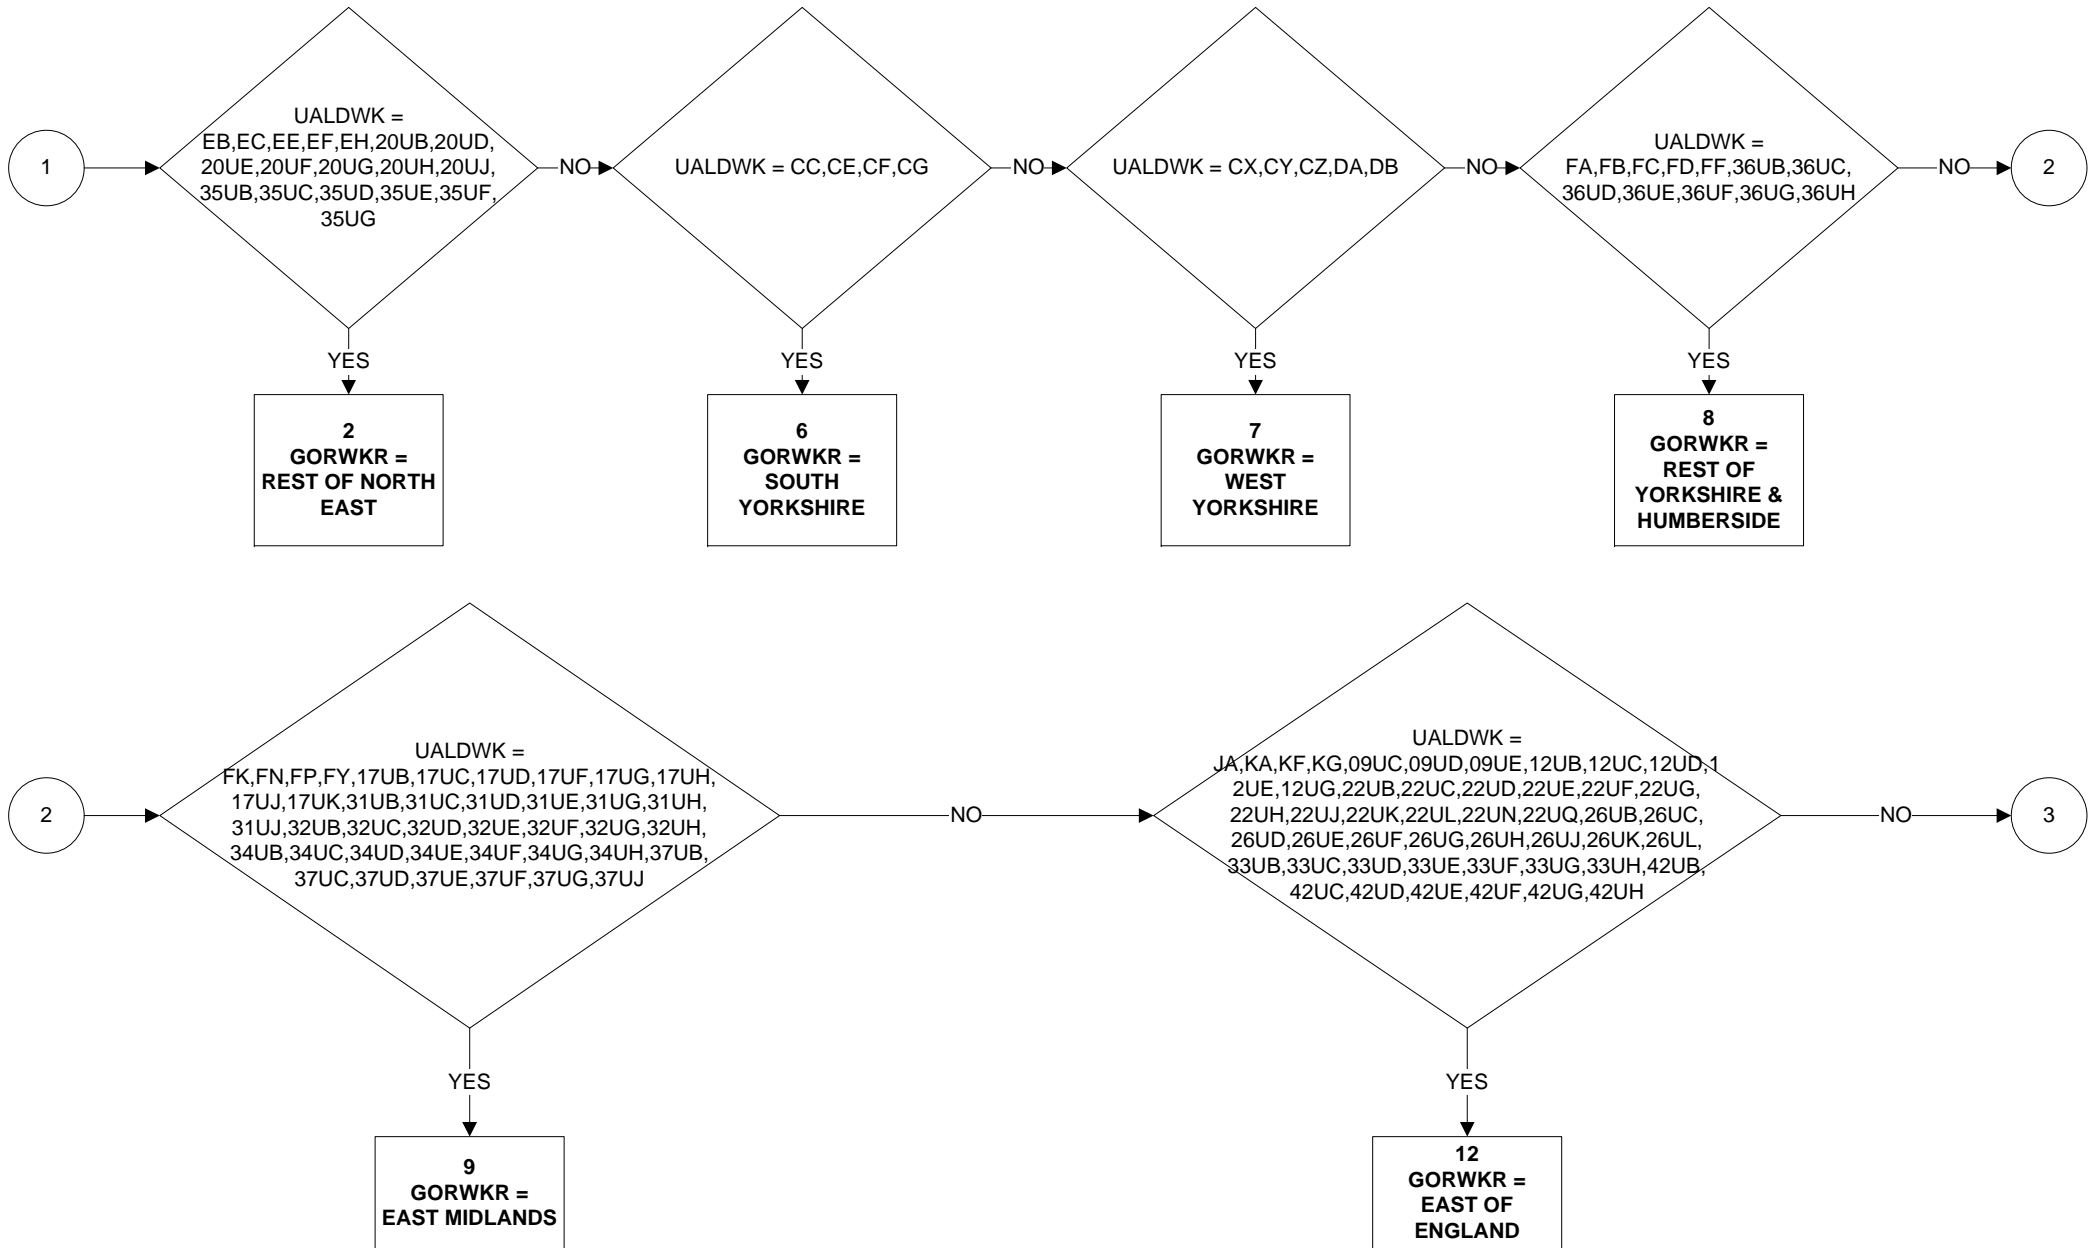 1
UALDWK =
EB,EC,EE,EF,EH,20UB,20UD,
20UE,20UF,20UG,20UH,20UJ,
35UB,35UC,35UD,35UE,35UF,
35UG
NO
UALDWK = CC,CE,CF,CG
NO
UALDWK = CX,CY,CZ,DA,DB
NO
UALDWK =
FA,FB,FC,FD,FF,36UB,36UC,
36UD,36UE,36UF,36UG,36UH
NO
2
YES
YES
YES
YES
2
GORWKR =
REST OF NORTH
EAST
6
GORWKR =
SOUTH
YORKSHIRE
7
GORWKR =
WEST
YORKSHIRE
8
GORWKR =
REST OF
YORKSHIRE &
HUMBERSIDE
2
UALDWK =
FK,FN,FP,FY,17UB,17UC,17UD,17UF,17UG,17UH,
17UJ,17UK,31UB,31UC,31UD,31UE,31UG,31UH,
31UJ,32UB,32UC,32UD,32UE,32UF,32UG,32UH,
34UB,34UC,34UD,34UE,34UF,34UG,34UH,37UB,
37UC,37UD,37UE,37UF,37UG,37UJ
NO
UALDWK =
JA,KA,KF,KG,09UC,09UD,09UE,12UB,12UC,12UD,1
2UE,12UG,22UB,22UC,22UD,22UE,22UF,22UG,
22UH,22UJ,22UK,22UL,22UN,22UQ,26UB,26UC,
26UD,26UE,26UF,26UG,26UH,26UJ,26UK,26UL,
33UB,33UC,33UD,33UE,33UF,33UG,33UH,42UB,
42UC,42UD,42UE,42UF,42UG,42UH
NO
3
YES
YES
9
GORWKR =
EAST MIDLANDS
12
GORWKR =
EAST OF
ENGLAND